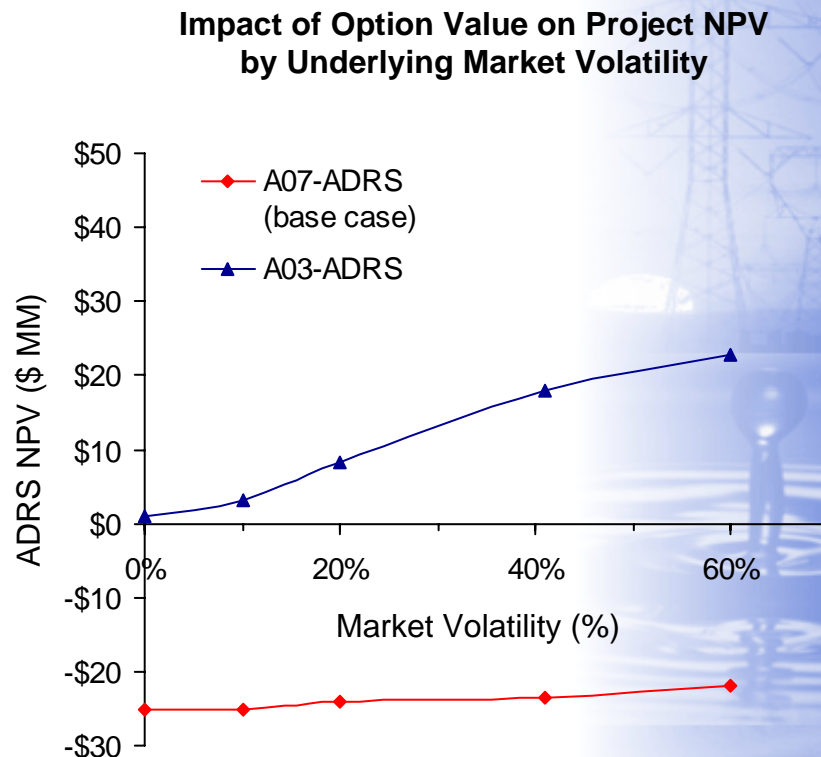 Impact of Option Value on Project NPV
by Underlying Market Volatility
$50
$40
$30
$20
$10
$0
-$10
-$20
-$30
ADRS NPV ($ MM)
A07-ADRS
(base case)
A03-ADRS
0%
20%
40%
60%
Market Volatility (%)